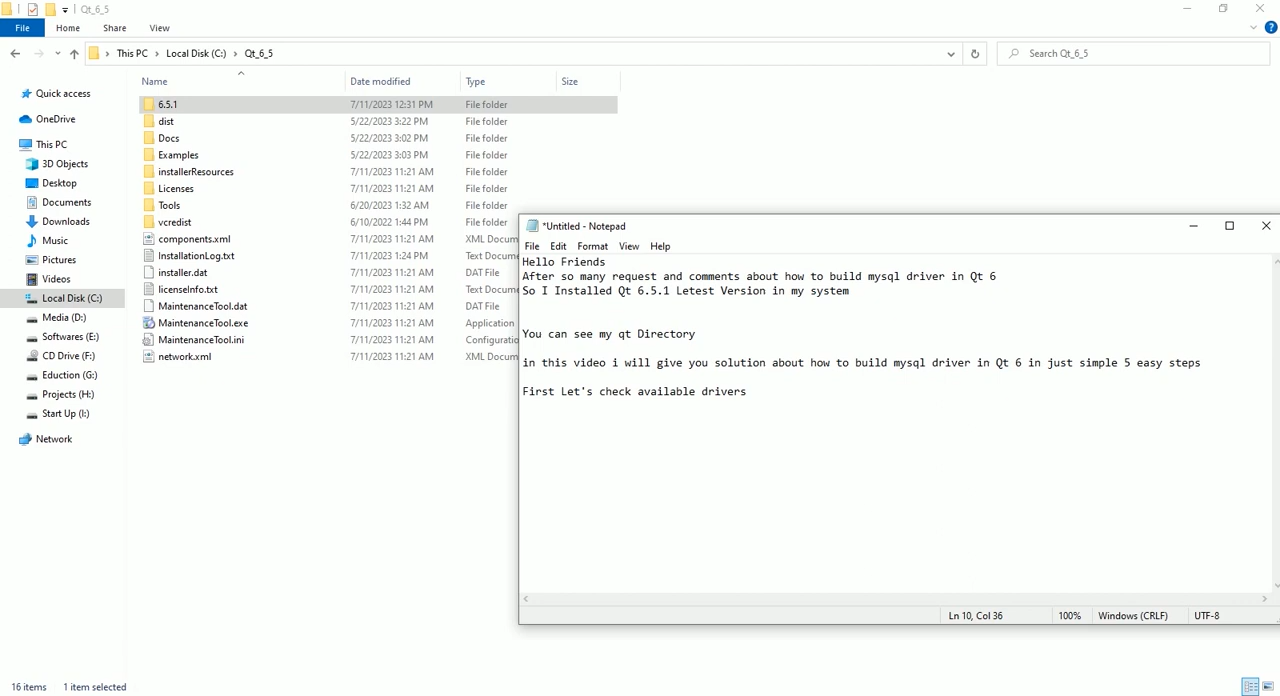 Qt_6_5
File Home Share View
This PC Local Disk (C:) Qt_6_5
Search Qt_6_5
Name Date modified Type Size
Quick access
OneDrive
This PC
3D Objects
Desktop
Documents
Downloads
Music
Pictures
Videos
Local Disk (C:)
Media (D:)
Softwares (E:)
CD Drive (F:)
Eduction (G:)
Projects (H:)
Start Up (I:)
Network
6.5.1 7/11/2023 12:31 PM File folder
dist 5/22/2023 3:22 PM File folder
Docs 5/22/2023 3:02 PM File folder
Examples 5/22/2023 3:03 PM File folder
installerResources 7/11/2023 11:21 AM File folder
Licenses 7/11/2023 11:21 AM File folder
Tools 6/20/2023 1:32 AM File folder
vcredist 6/10/2022 1:44 PM File folder
components.xml 7/11/2023 11:21 AM XML Docum
InstallationLog.txt 7/11/2023 1:24 PM Text Docum
installer.dat 7/11/2023 11:21 AM DAT File
licenseInfo.txt 7/11/2023 11:21 AM Text Docum
MaintenanceTool.dat 7/11/2023 11:21 AM DAT File
MaintenanceTool.exe 7/11/2023 11:21 AM Application
MaintenanceTool.ini 7/11/2023 11:21 AM Configuratio
network.xml 7/11/2023 11:21 AM XML Docum
*Untitled - Notepad
File Edit Format View Help
Hello Friends
After so many request and comments about how to build mysql driver in Qt 6
So I Installed Qt 6.5.1 Letest Version in my system
You can see my qt Directory
in this video i will give you solution about how to build mysql driver in Qt 6 in just simple 5 easy steps
First Let's check available drivers
Ln 10, Col 36 100% Windows (CRLF) UTF-8
16 items 1 item selected